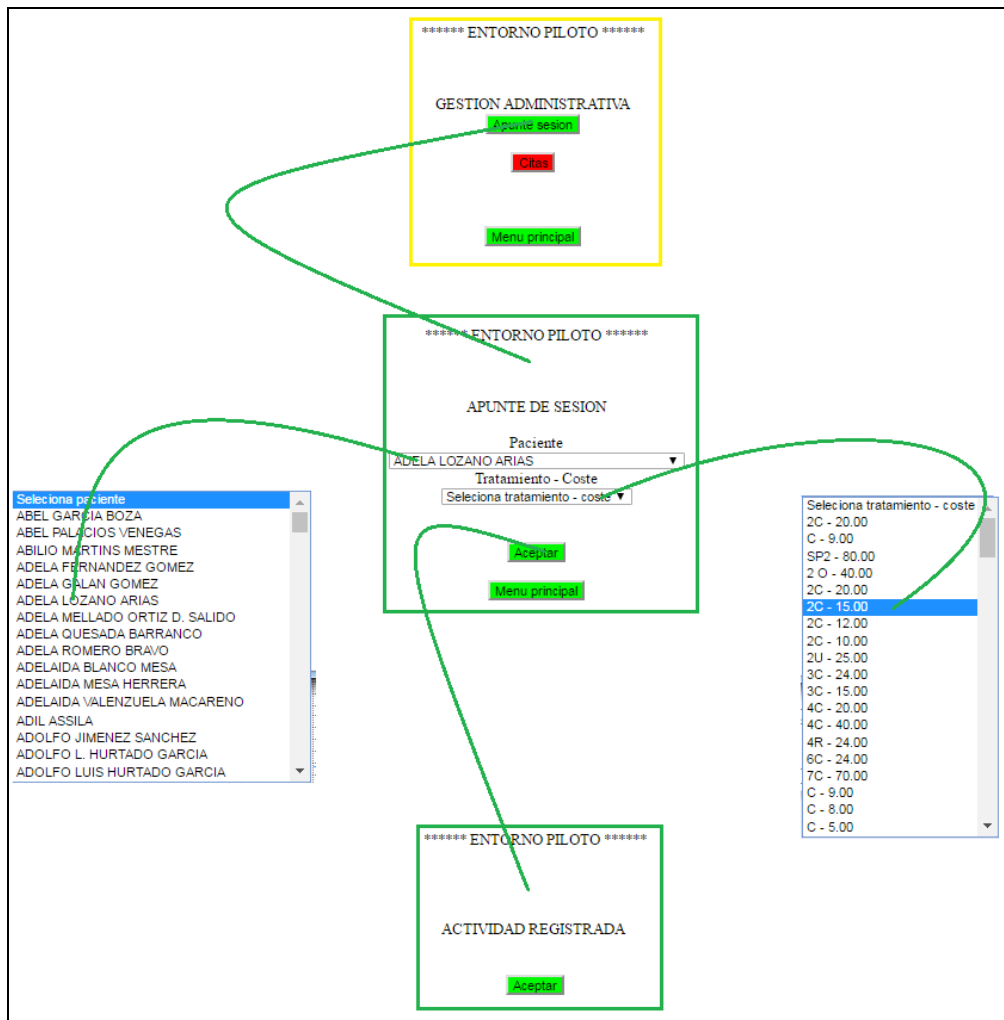 ****** ENTORNO PILOTO ******
GESTION ADMINISTRATIVA
Apunte sesion
Citas
Menu principal
****** ENTORNO PILOTO ******
APUNTE DE SESION
Paciente
ADELA LOZANO ARIAS
Tratamiento - Coste
Seleciona tratamiento - coste
Aceptar
Menu principal
Seleciona paciente
ABEL GARCIA BOZA
ABEL PALACIOS VENEGAS
ABILIO MARTINS MESTRE
ADELA FERNANDEZ GOMEZ
ADELA GALAN GOMEZ
ADELA LOZANO ARIAS
ADELA MELLADO ORTIZ D. SALIDO
ADELA QUESADA BARRANCO
ADELA ROMERO BRAVO
ADELAIDA BLANCO MESA
ADELAIDA MESA HERRERA
ADELAIDA VALENZUELA MACARENO
ADIL ASSILA
ADOLFO JIMENEZ SANCHEZ
ADOLFO L. HURTADO GARCIA
ADOLFO LUIS HURTADO GARCIA
Seleciona tratamiento - coste
2C - 20.00
C - 9.00
SP2 - 80.00
2 O - 40.00
2C - 20.00
2C - 15.00
2C - 12.00
2C - 10.00
2U - 25.00
3C - 24.00
3C - 15.00
4C - 20.00
4C - 40.00
4R - 24.00
6C - 24.00
7C - 70.00
C - 9.00
C - 8.00
C - 5.00
****** ENTORNO PILOTO ******
ACTIVIDAD REGISTRADA
Aceptar